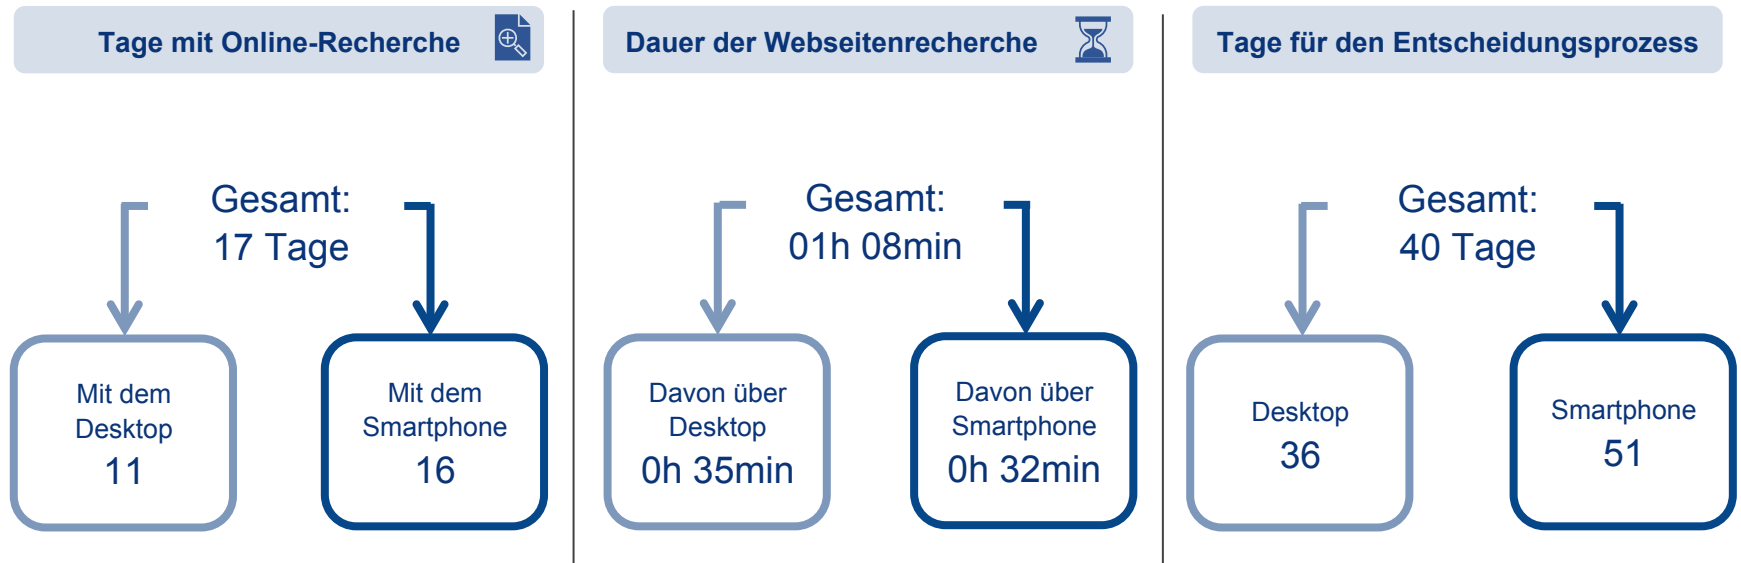 Tage mit Online-Recherche
Gesamt:
17 Tage
Mit dem
Desktop
11
Mit dem
Smartphone
16
Dauer der Webseitenrecherche
Gesamt:
01h 08min
Davon über
Desktop
0h 35min
Davon über
Smartphone
0h 32min
Tage für den Entscheidungsprozess
Gesamt:
40 Tage
Desktop
36
Smartphone
51